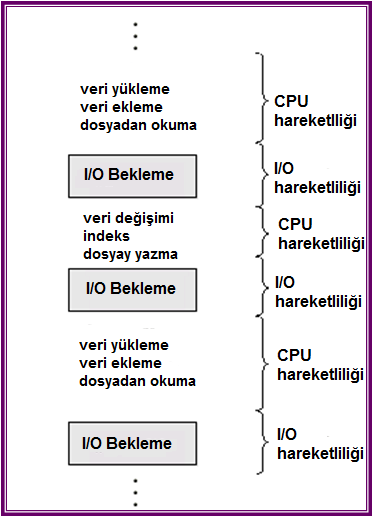 veri yükleme
veri ekleme
dosyadan okuma
CPU
hareketlliği
I/O Bekleme
I/O
hareketliliği
veri değişimi
indeks
dosyay yazma
CPU
hareketliliği
I/O Bekleme
I/O
hareketliliği
veri yükleme
veri ekleme
dosyadan okuma
CPU
hareketliliği
I/O Bekleme
I/O
hareketliliği